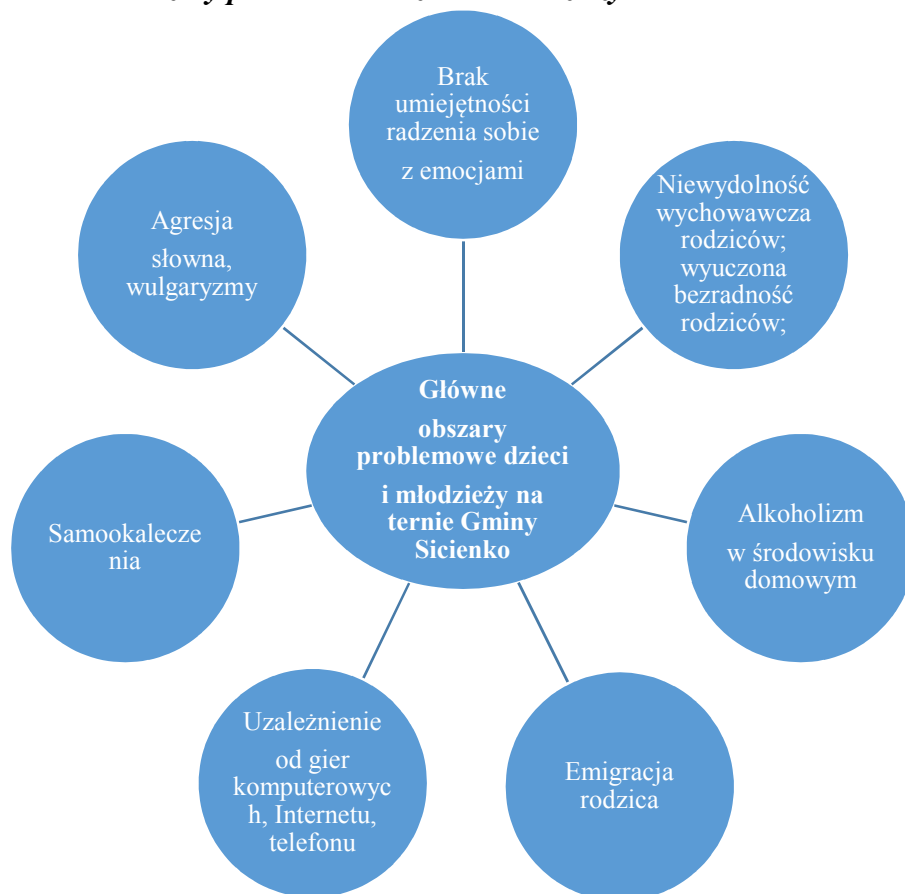 Brak
umiejętności
radzenia sobie
z emocjami
Niewydolność
wychowawcza
rodziców;
wyuczona
bezradność
rodziców;
Agresja
słowna,
wulgaryzmy
Główne
obszary
problemowe dzieci
i młodzieży na
ternie Gminy
Sicienko
Alkoholizm
w środowisku
domowym
Samookalecze
nia
Uzależnienie
od gier
komputerowyc
h, Internetu,
telefonu
Emigracja
rodzica